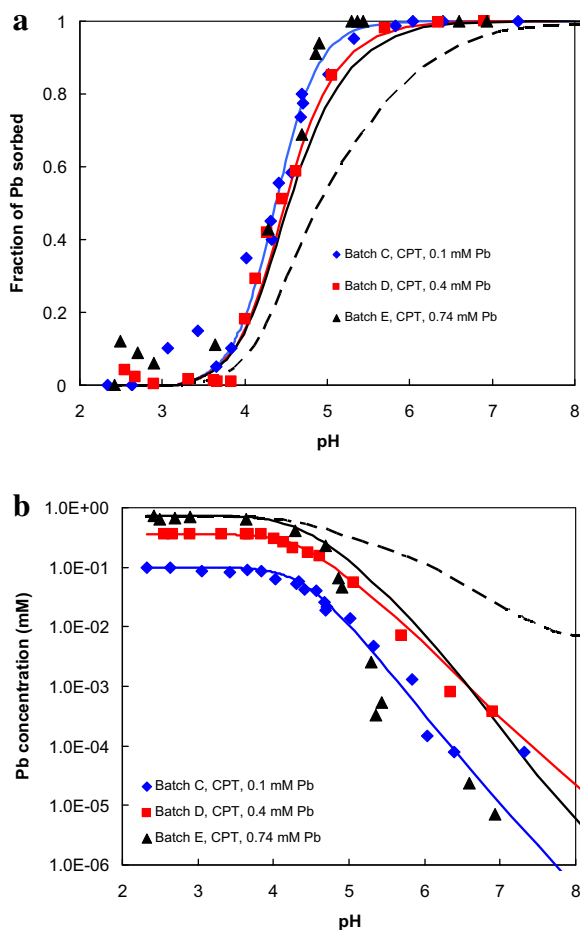 a
1
0.8
0.6
0.4
0.2
0
Fraction of Pb sorbed
Batch C, CPT, 0.1 mM Pb
Batch D, CPT, 0.4 mM Pb
Batch E, CPT, 0.74 mM Pb
2 3 4 5 6 7 8
pH
b
1.0E+00
1.0E-01
1.0E-02
1.0E-03
1.0E-04
1.0E-05
1.0E-06
Pb concentration (mM)
Batch C, CPT, 0.1 mM Pb
Batch D, CPT, 0.4 mM Pb
Batch E, CPT, 0.74 mM Pb
2 3 4 5 6 7 8
pH